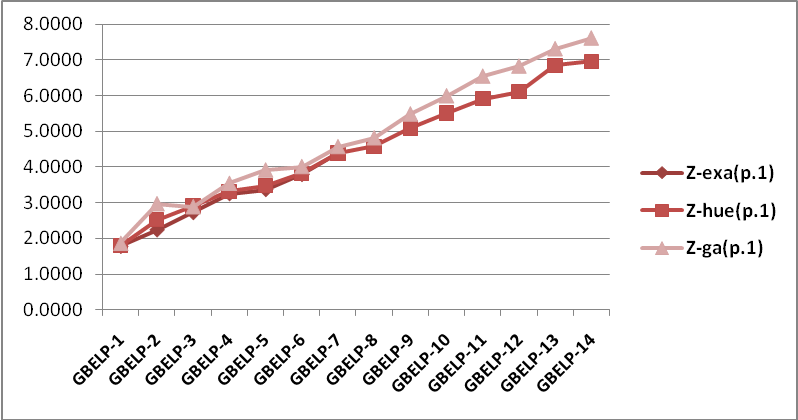 8.0000
7.0000
6.0000
5.0000
4.0000
3.0000
2.0000
1.0000
0.0000
GBELP-1
GBELP-2
GBELP-3
GBELP-4
GBELP-5
GBELP-6
GBELP-7
GBELP-8
GBELP-9
GBELP-10
GBELP-11
GBELP-12
GBELP-13
GBELP-14
Z-exa(p.1)
Z-hue(p.1)
Z-ga(p.1)